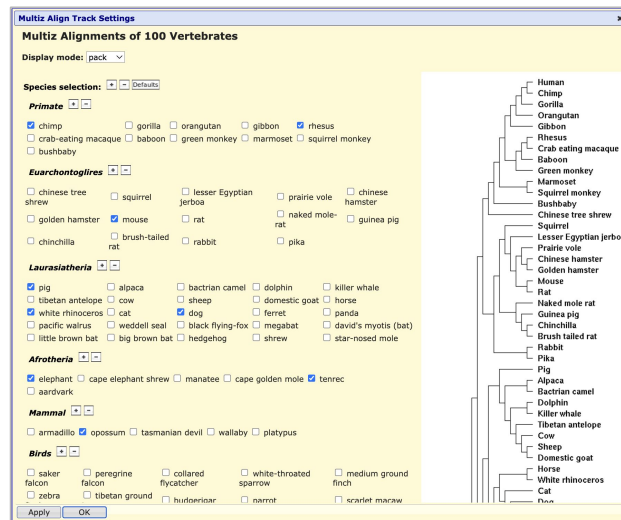 Multiz Align Track Settings
Multiz Alignments of 100 Vertebrates
Display mode: pack
Species selection: + - Defaults
Primate + -
chimp gorilla orangutan gibbon rhesus
crab-eating macaque baboon green monkey marmoset squirrel monkey
bushbaby
Euarchontoglires + -
chinese tree shrew squirrel lesser Egyptian jerboa prairie vole chinese hamster
golden hamster mouse rat naked mole-rat guinea pig
chinchilla brush-tailed rat rabbit pika
Laurasiatheria + -
pig alpaca bactrian camel dolphin killer whale
tibetan antelope cow sheep domestic goat horse
white rhinoceros cat dog ferret panda
pacific walrus weddell seal black flying-fox megabat david's myotis (bat)
little brown bat big brown bat hedgehog shrew star-nosed mole
Afrotheria + -
elephant cape elephant shrew manatee cape golden mole tenrec
aardvark
Mammal + -
armadillo opossum tasmanian devil wallaby platypus
Birds + -
saker falcon peregrine falcon collared flycatcher white-throated sparrow medium ground finch
zebra tibetan ground budgerigar parrot scarlet macaw
Apply OK
Human
Chimp
Gorilla
Orangutan
Gibbon
Rhesus
Crab eating macaque
Baboon
Green monkey
Marmoset
Squirrel monkey
Bushbaby
Chinese tree shrew
Squirrel
Lesser Egyptian jerbo
Prairie vole
Chinese hamster
Golden hamster
Mouse
Rat
Naked mole rat
Guinea pig
Chinchilla
Brush tailed rat
Rabbit
Pika
Pig
Alpaca
Bactrian camel
Dolphin
Killer whale
Tibetan antelope
Cow
Sheep
Domestic goat
Horse
White rhinoceros
Cat
Dog